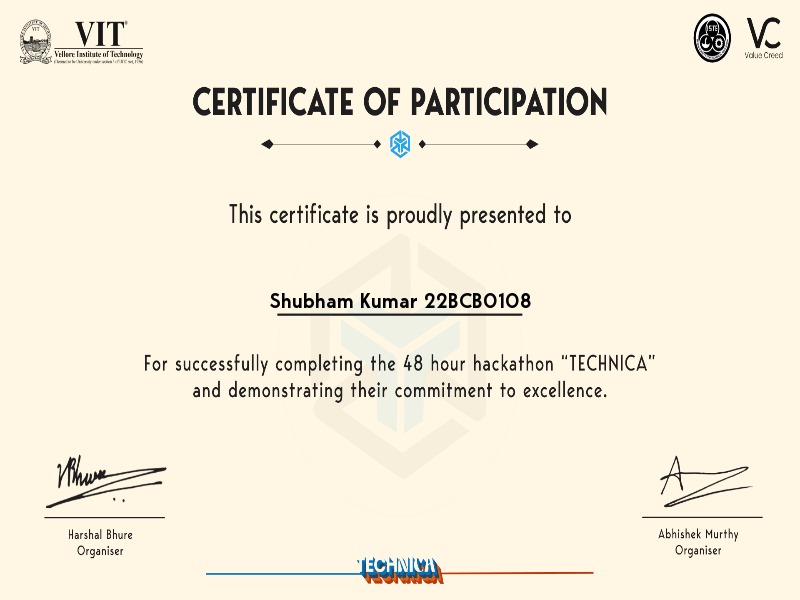 VIT
Vellore Institute of Technology
ISTE
VC
Value Creed
CERTIFICATE OF PARTICIPATION
This certificate is proudly presented to
Shubham Kumar 22BCB0108
For successfully completing the 48 hour hackathon “TECHNICA”
and demonstrating their commitment to excellence.
Harshal Bhure
Organiser
Abhishek Murthy
Organiser
TECHNICA